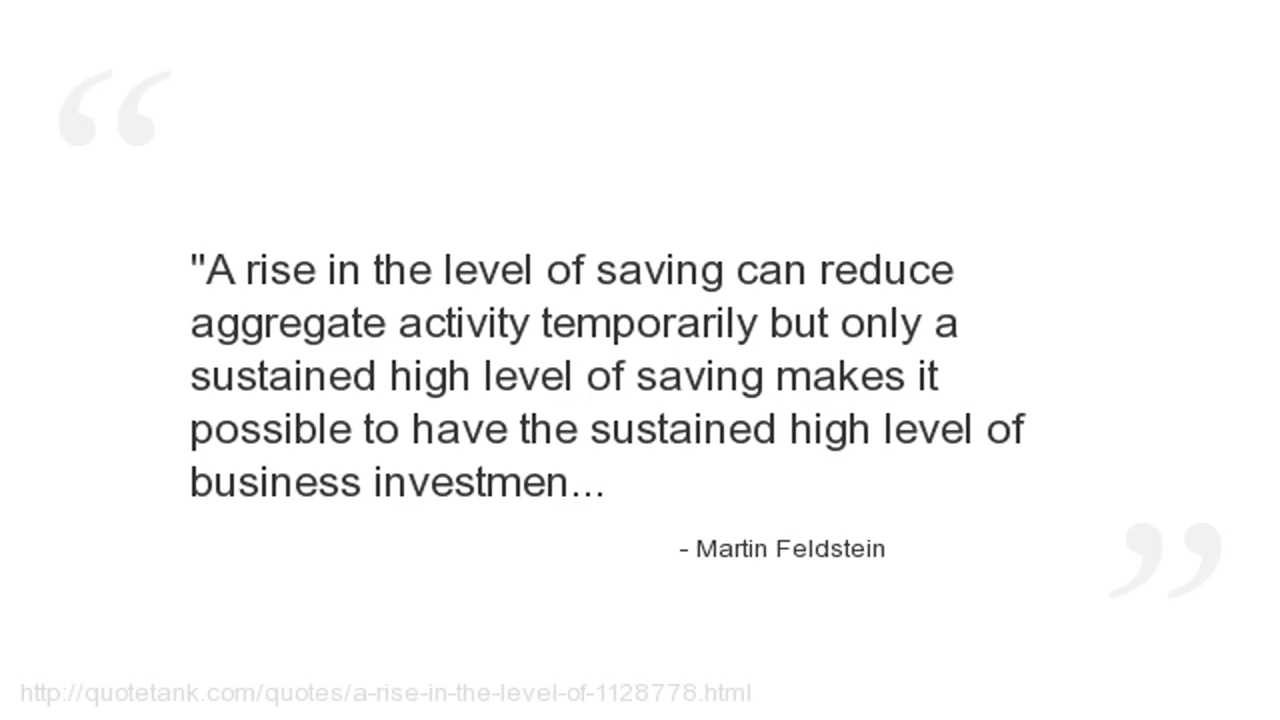 "A rise in the level of saving can reduce
aggregate activity temporarily but only a
sustained high level of saving makes it
possible to have the sustained high level of
business investmen...
- Martin Feldstein
http://quotetank.com/quotes/a-rise-in-the-level-of-1128778.html